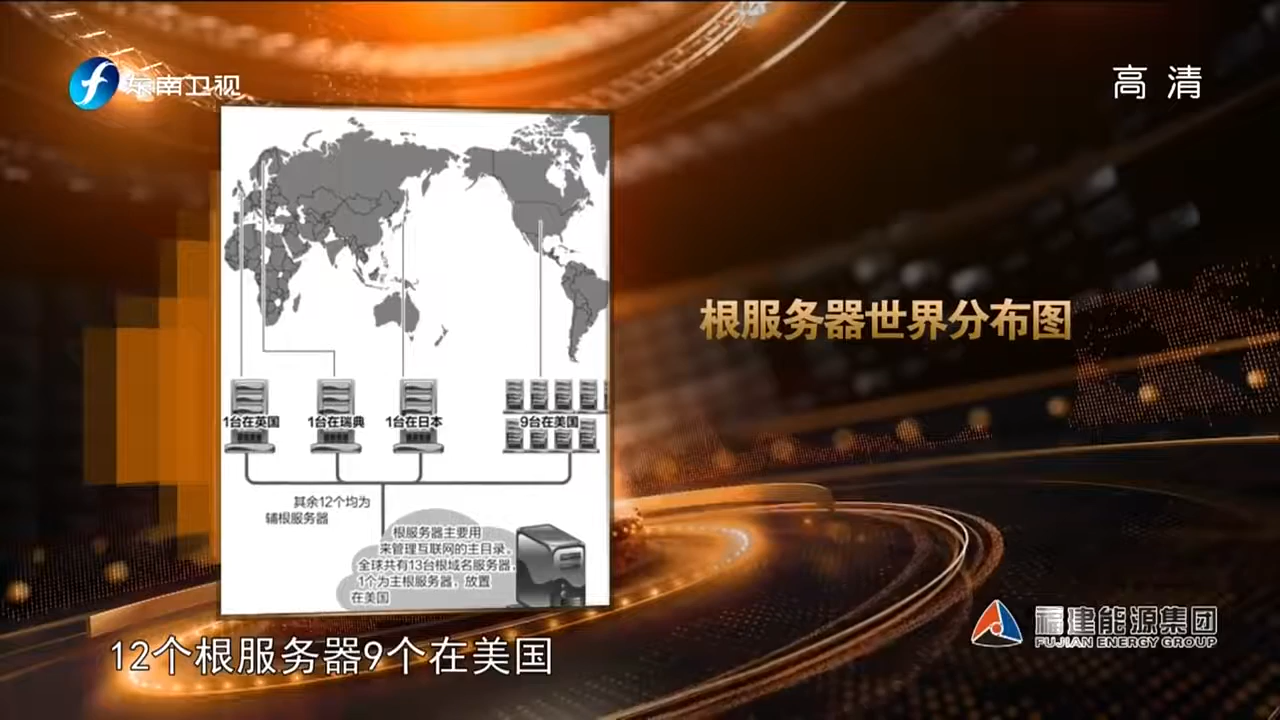 东南卫视
高清
根服务器世界分布图
1台在英国
1台在瑞典
1台在日本
9台在美国
其余12个均为
辅根服务器
根服务器主要用
来管理互联网的主目录，
全球共有13台根域名服务器，
1个为主根服务器，放置
在美国
福建能源集团
FUJIAN ENERGY GROUP
12个根服务器9个在美国